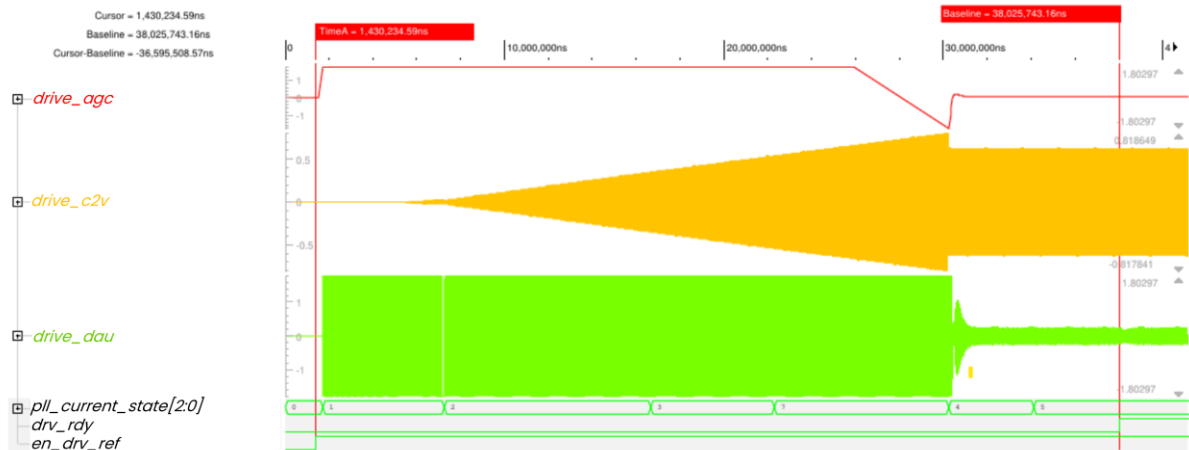 Cursor = 1,430,234.59ns
Baseline = 38,025,743.16ns
Cursor-Baseline = -36,595,508.57ns
TimeA = 1,430,234.59ns
Baseline = 38,025,743.16ns
0
10,000,000ns
20,000,000ns
30,000,000ns
4
drive_agc
1
0
-1
1.80297
-1.80297
drive_c2v
0.5
0
-0.5
0.818649
-0.817841
drive_dau
1
0
-1
1.80297
-1.80297
pll_current_state[2:0]
0
1
2
3
4
5
drv_rdy
en_drv_ref